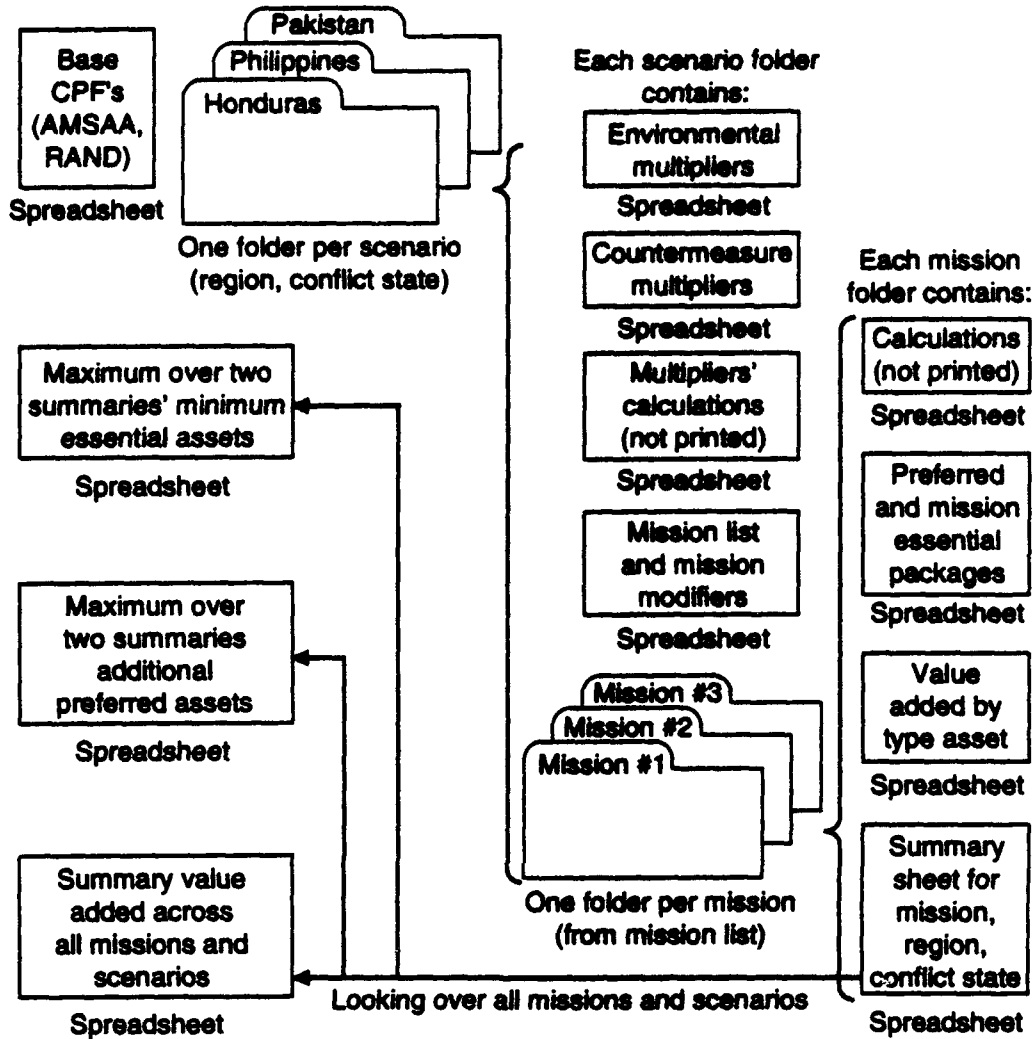 Base
CPF's
(AMSAA,
RAND)
Spreadsheet
Pakistan
Philippines
Honduras
One folder per scenario
(region, conflict state)
Each scenario folder
contains:
Environmental
multipliers
Spreadsheet
Countermeasure
multipliers
Spreadsheet
Multipliers'
calculations
(not printed)
Spreadsheet
Mission list
and mission
modifiers
Spreadsheet
Mission #3
Mission #2
Mission #1
One folder per mission
(from mission list)
Each mission
folder contains:
Calculations
(not printed)
Spreadsheet
Preferred
and mission
essential
packages
Spreadsheet
Value
added by
type asset
Spreadsheet
Summary
sheet for
mission,
region,
conflict state
Spreadsheet
Looking over all missions and scenarios
Maximum over two
summaries' minimum
essential assets
Spreadsheet
Maximum over
two summaries
additional
preferred assets
Spreadsheet
Summary value
added across
all missions and
scenarios
Spreadsheet